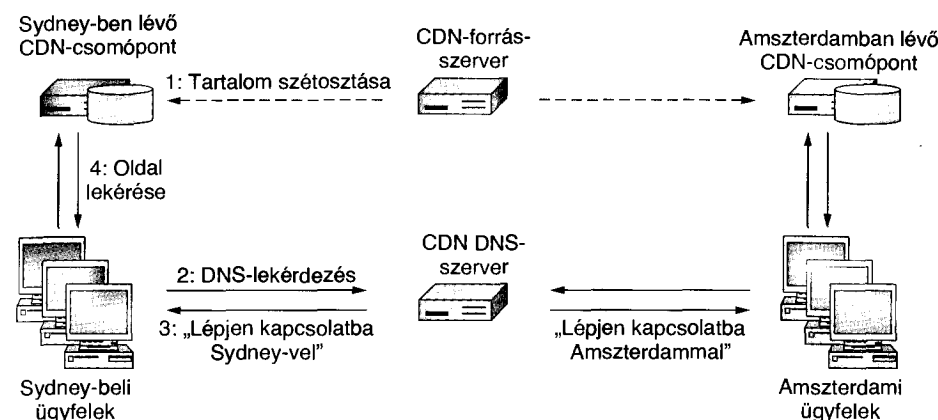 Sydney-ben lévő
CDN-csomópont
CDN-forrás-
szerver
Amszterdamban lévő
CDN-csomópont
1: Tartalom szétosztása
4: Oldal
lekérése
CDN DNS-
szerver
2: DNS-lekérdezés
3: „Lépjen kapcsolatba
Sydney-vel”
„Lépjen kapcsolatba
Amszterdammal”
Sydney-beli
ügyfelek
Amszterdami
ügyfelek